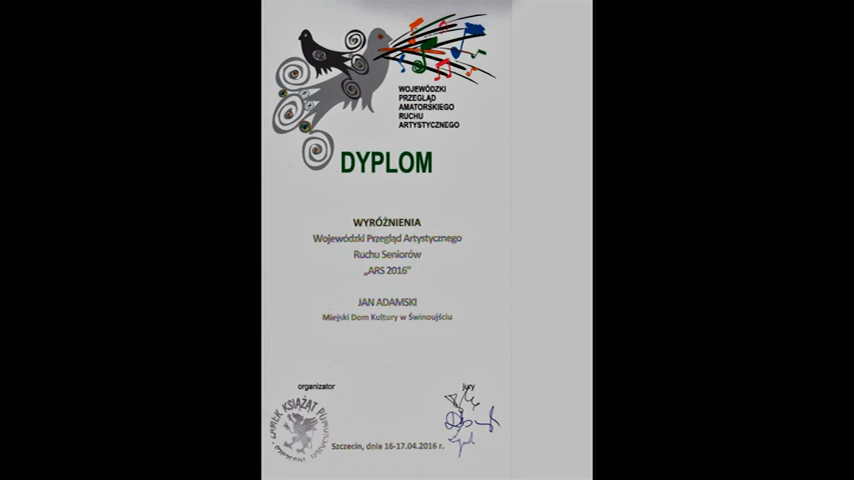 WOJEWÓDZKI
PRZEGLĄD
AMATORSKIEGO
RUCHU
ARTYSTYCZNEGO
DYPLOM
WYRÓŻNIENIA
Wojewódzki Przegląd Artystycznego
Ruchu Seniorów
„ARS 2016”
JAN ADAMSKI
Miejski Dom Kultury w Świnoujściu
organizator
jury
ZAMEK KSIĄŻĄT
Szczecin, dnia 16-17.04.2016 r.